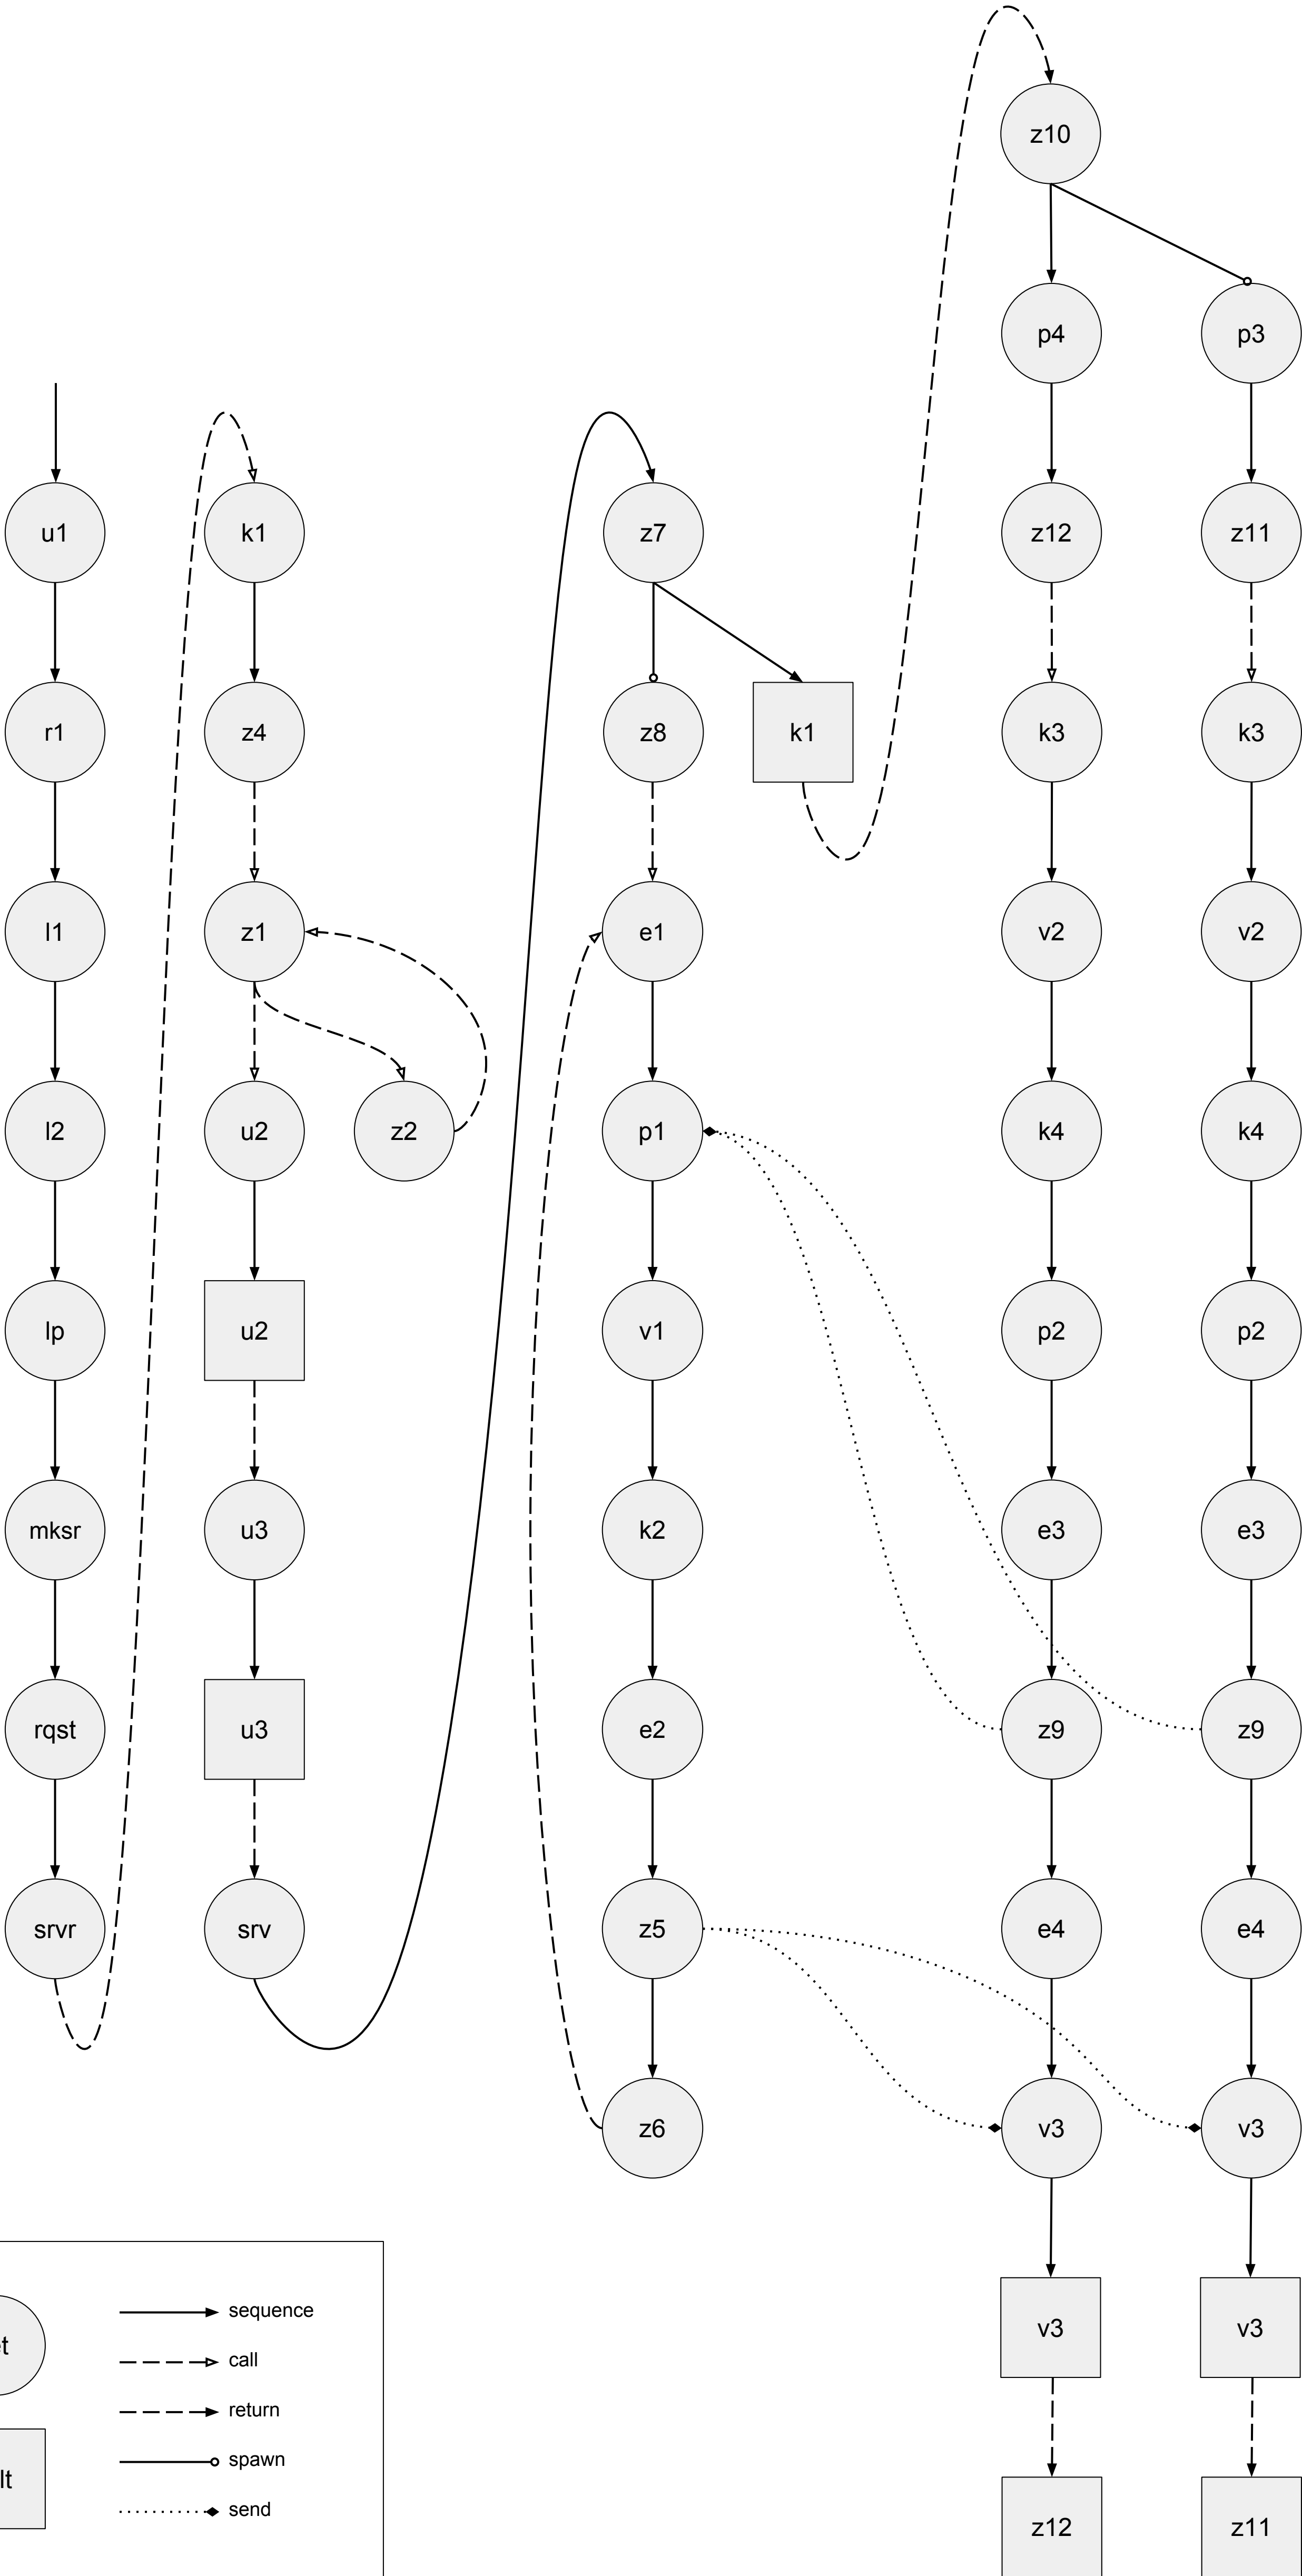 z10
p4
p3
u1
k1
z7
z12
z11
r1
z4
z8
k1
k3
k3
l1
z1
e1
v2
v2
l2
u2
z2
p1
k4
k4
lp
u2
v1
p2
p2
mksr
u3
k2
e3
e3
rqst
u3
e2
z9
z9
srvr
srv
z5
e4
e4
z6
v3
v3
sequence
call
return
spawn
send
v3
v3
z12
z11